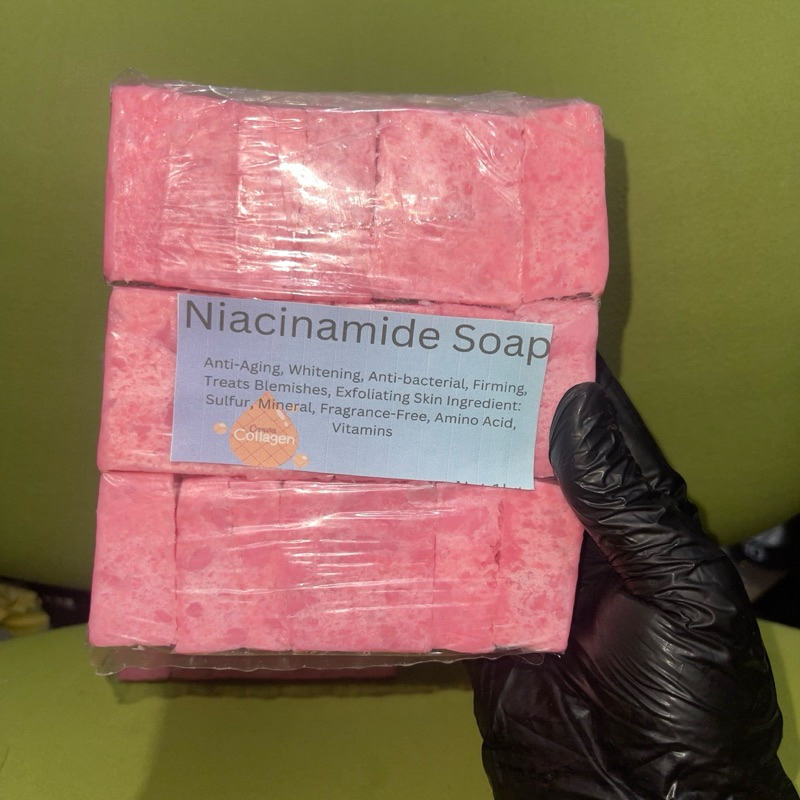 Niacinamide Soap
Anti-Aging, Whitening, Anti-bacterial, Firming,
Treats Blemishes, Exfoliating Skin Ingredient:
Sulfur, Mineral, Fragrance-Free, Amino Acid,
Vitamins
Collagen